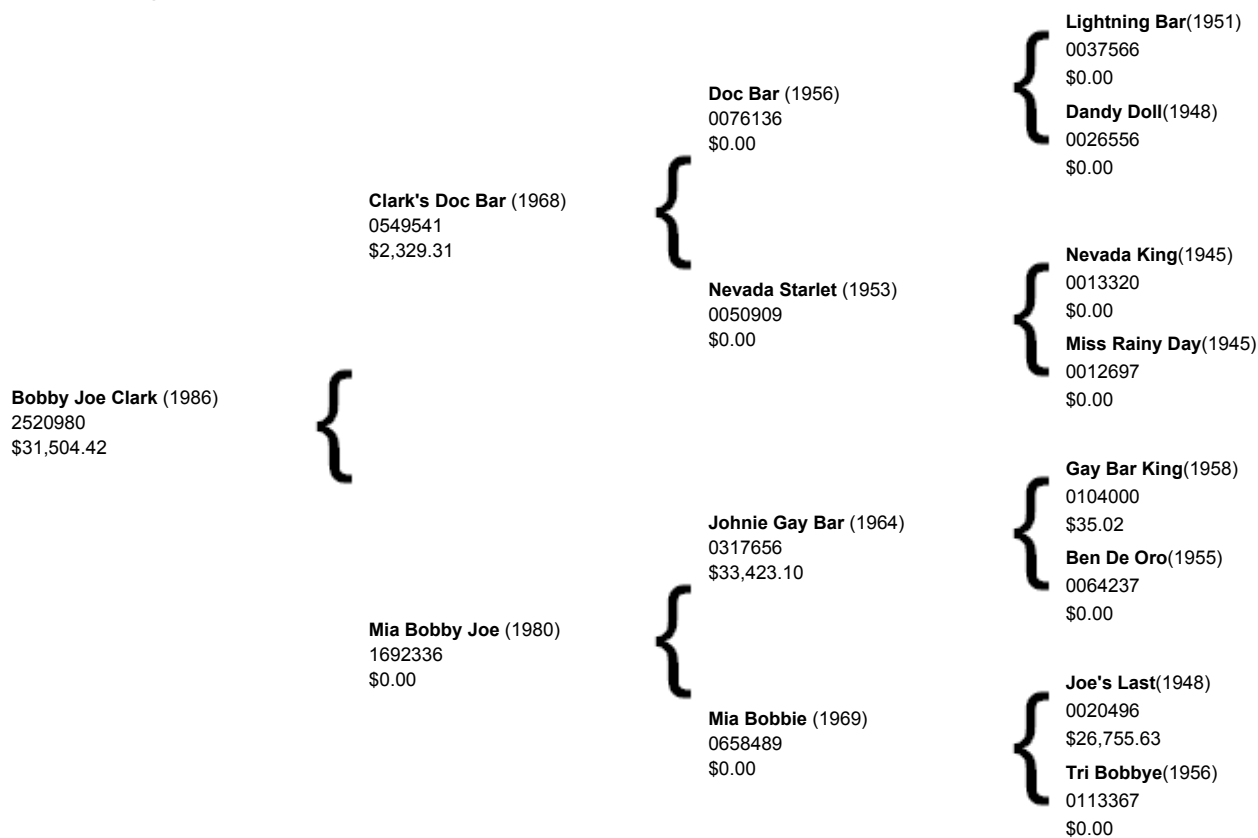 Bobby Joe Clark (1986)
2520980
$31,504.42
Clark's Doc Bar (1968)
0549541
$2,329.31
Mia Bobby Joe (1980)
1692336
$0.00
Doc Bar (1956)
0076136
$0.00
Nevada Starlet (1953)
0050909
$0.00
Johnie Gay Bar (1964)
0317656
$33,423.10
Mia Bobbie (1969)
0658489
$0.00
Lightning Bar(1951)
0037566
$0.00
Dandy Doll(1948)
0026556
$0.00
Nevada King(1945)
0013320
$0.00
Miss Rainy Day(1945)
0012697
$0.00
Gay Bar King(1958)
0104000
$35.02
Ben De Oro(1955)
0064237
$0.00
Joe's Last(1948)
0020496
$26,755.63
Tri Bobbye(1956)
0113367
$0.00